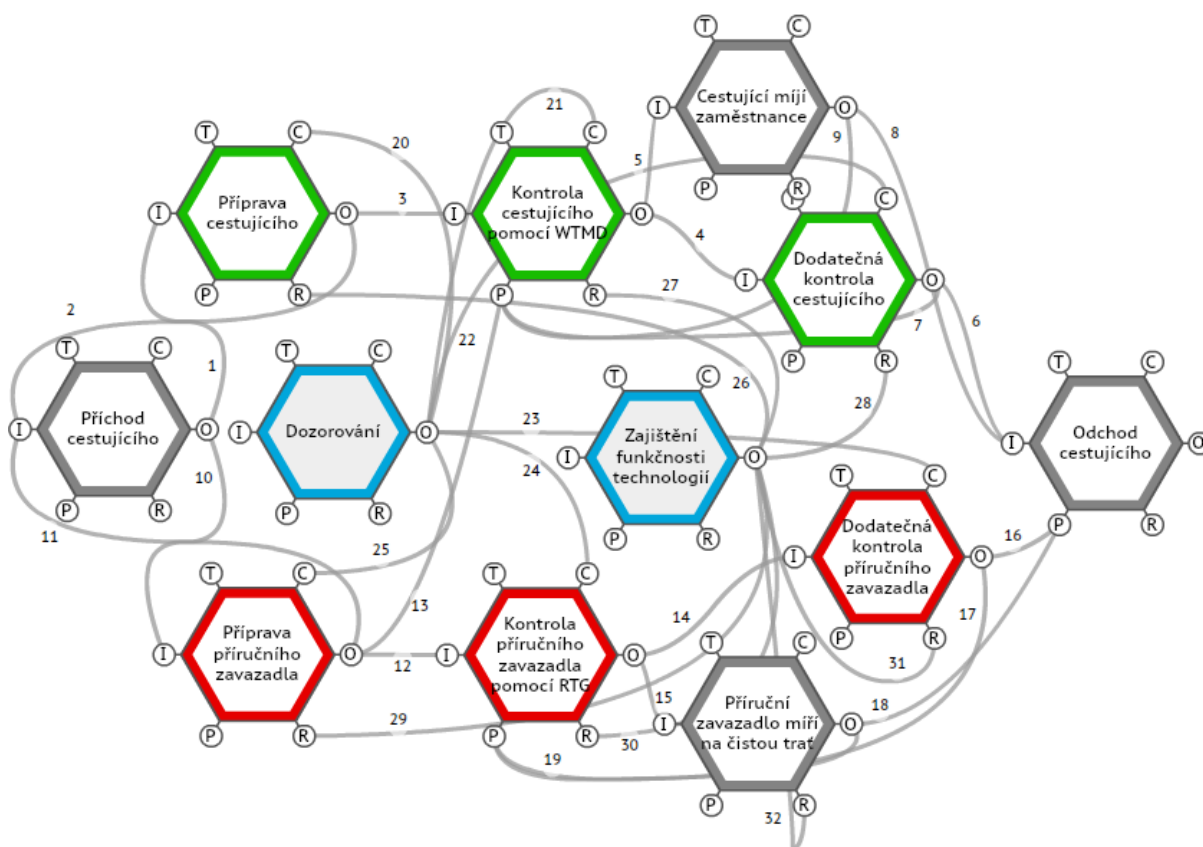 T
C
Cestující míjí
zaměstnance
I
O
P
R
21
20
9
8
T
C
Příprava
cestujícího
I
O
P
R
3
T
C
Kontrola
cestujícího
pomocí WTMD
I
O
P
R
5
4
C
Dodatečná
kontrola
cestujícího
I
O
P
R
27
7
6
2
22
1
T
C
Příchod
cestujícího
I
O
P
R
T
C
Dozorování
I
O
P
R
26
28
23
24
T
C
Zajištění
funkčnosti
technologií
I
O
P
R
T
C
Odchod
cestujícího
I
O
P
R
10
11
25
T
C
Dodatečná
kontrola
příručního
zavazadla
I
O
P
R
16
13
14
17
T
C
Příprava
příručního
zavazadla
I
O
P
R
12
T
C
Kontrola
příručního
zavazadla
pomocí RTG
I
O
P
R
31
15
T
C
Příruční
zavazadlo míří
na čistou trať
I
O
P
R
18
29
30
19
32